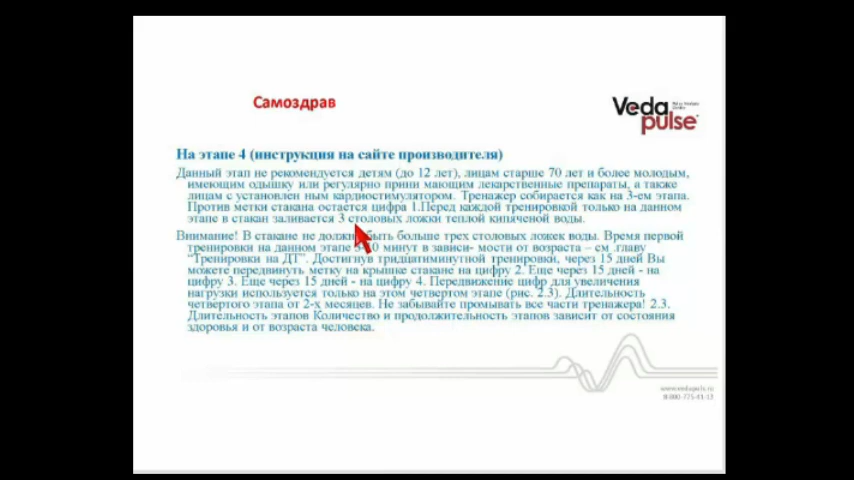 Самоздрав
Veda
pulse
На этапе 4 (инструкция на сайте производителя)
Данный этап не рекомендуется детям (до 12 лет), лицам старше 70 лет и более молодым,
имеющим одышку или регулярно прини мающим лекарственные препараты, а также
лицам с установлен ным кардиостимулятором. Тренажер собирается как на 3-ем этапе.
Против метки стакана остается цифра 1.Перед каждой тренировкой только на данном
этапе в стакан заливается 3 столовых ложки теплой кипяченой воды.
Внимание! В стакане не должно быть больше трех столовых ложек воды. Время первой
тренировки на данном этапе минут в зависи- мости от возраста – см .главу
“Тренировки на ДТ”. Достигнув тридцатиминутной тренировки, через 15 дней Вы
можете передвинуть метку на крышке стакане на цифру 2. Еще через 15 дней - на
цифру 3. Еще через 15 дней - на цифру 4. Передвижение цифр для увеличения
нагрузки используется только на этом четвертом этапе (рис. 2.3). Длительность
четвертого этапа от 2-х месяцев. Не забывайте промывать все части тренажера! 2.3.
Длительность этапов Количество и продолжительность этапов зависит от состояния
здоровья и от возраста человека.
www.vedapuls.ru
8-800-775-41-13